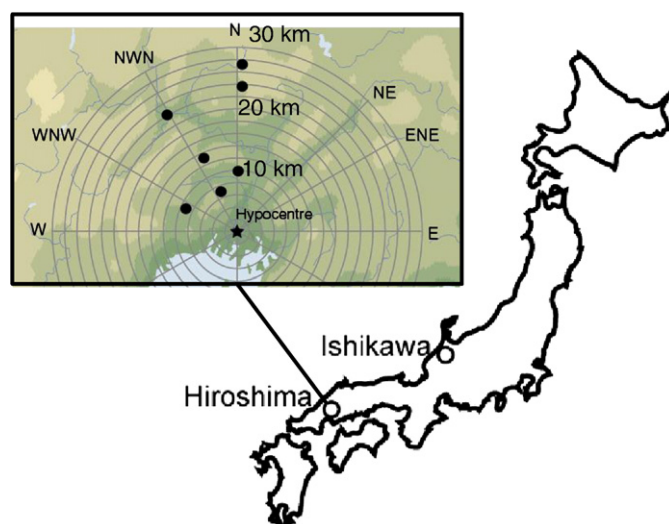 N
30 km
NWN
NE
20 km
WNW
ENE
10 km
Hypocentre
W
E
Ishikawa
Hiroshima